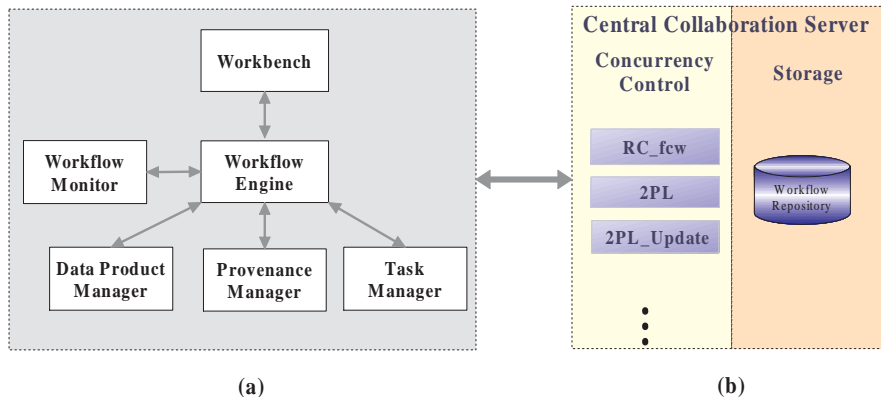 Workbench
Workflow
Monitor
Workflow
Engine
Data Product
Manager
Provenance
Manager
Task
Manager
(a)
Central Collaboration Server
Concurrency
Control
RC_fcw
2PL
2PL_Update
Storage
Workflow
Repository
(b)